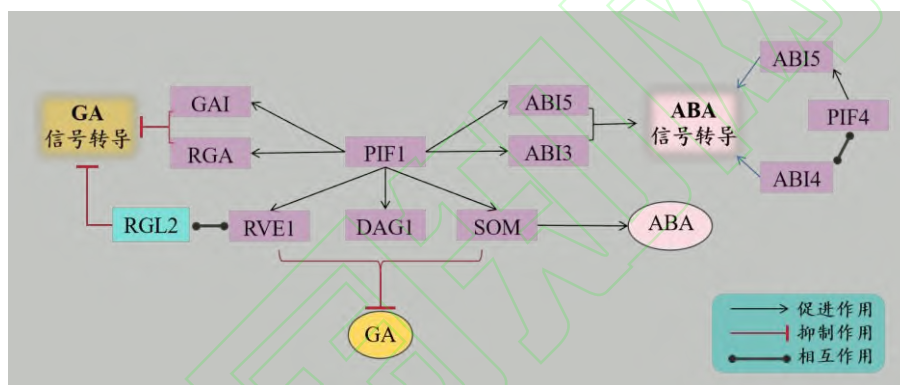 ABI5
GA
信号转导
GAI
ABI5
ABA
信号转导
PIF4
RGA
PIF1
ABI3
ABI4
RGL2
RVE1
DAG1
SOM
ABA
GA
促进作用
抑制作用
相互作用